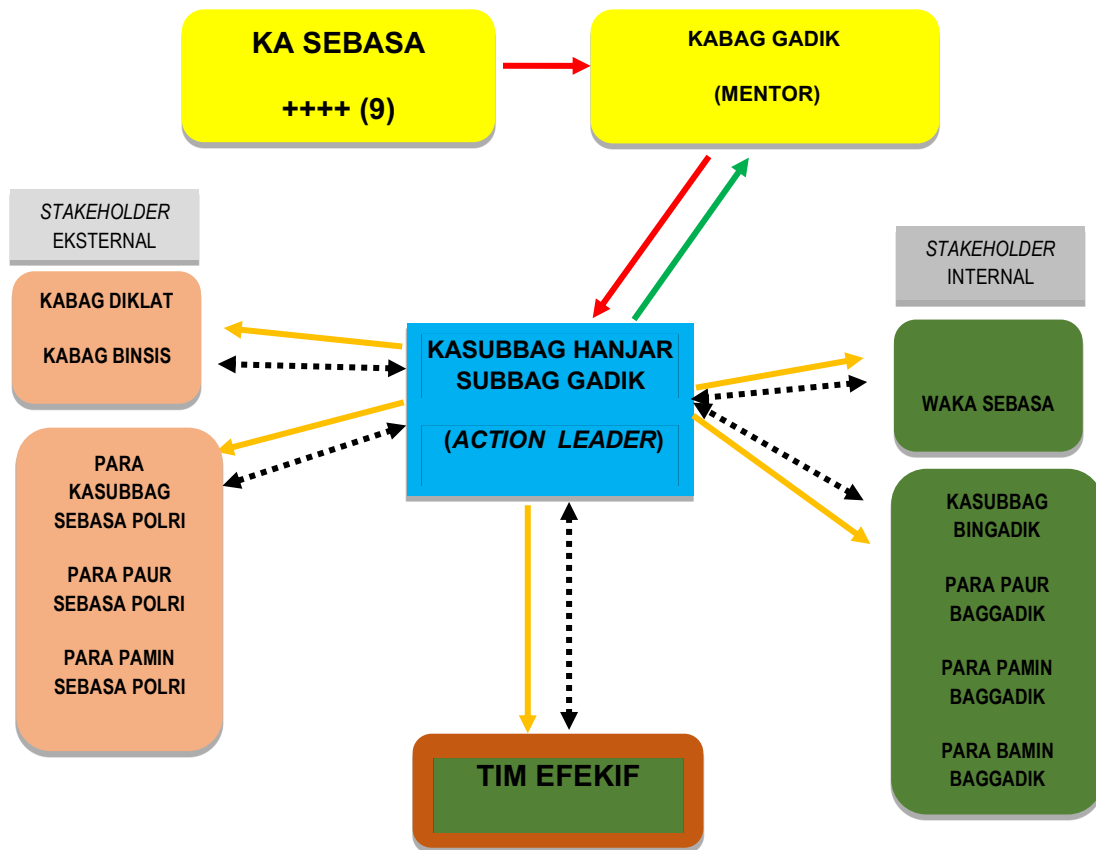 KA SEBASA
++++ (9)
KABAG GADIK
(MENTOR)
STAKEHOLDER
EKSTERNAL
KABAG DIKLAT
KABAG BINSIS
PARA
KASUBBAG
SEBASA POLRI
PARA PAUR
SEBASA POLRI
PARA PAMIN
SEBASA POLRI
KASUBBAG HANJAR
SUBBAG GADIK
(ACTION LEADER)
STAKEHOLDER
INTERNAL
WAKA SEBASA
KASUBBAG
BINGADIK
PARA PAUR
BAGGADIK
PARA PAMIN
BAGGADIK
PARA BAMIN
BAGGADIK
TIM EFEKIF